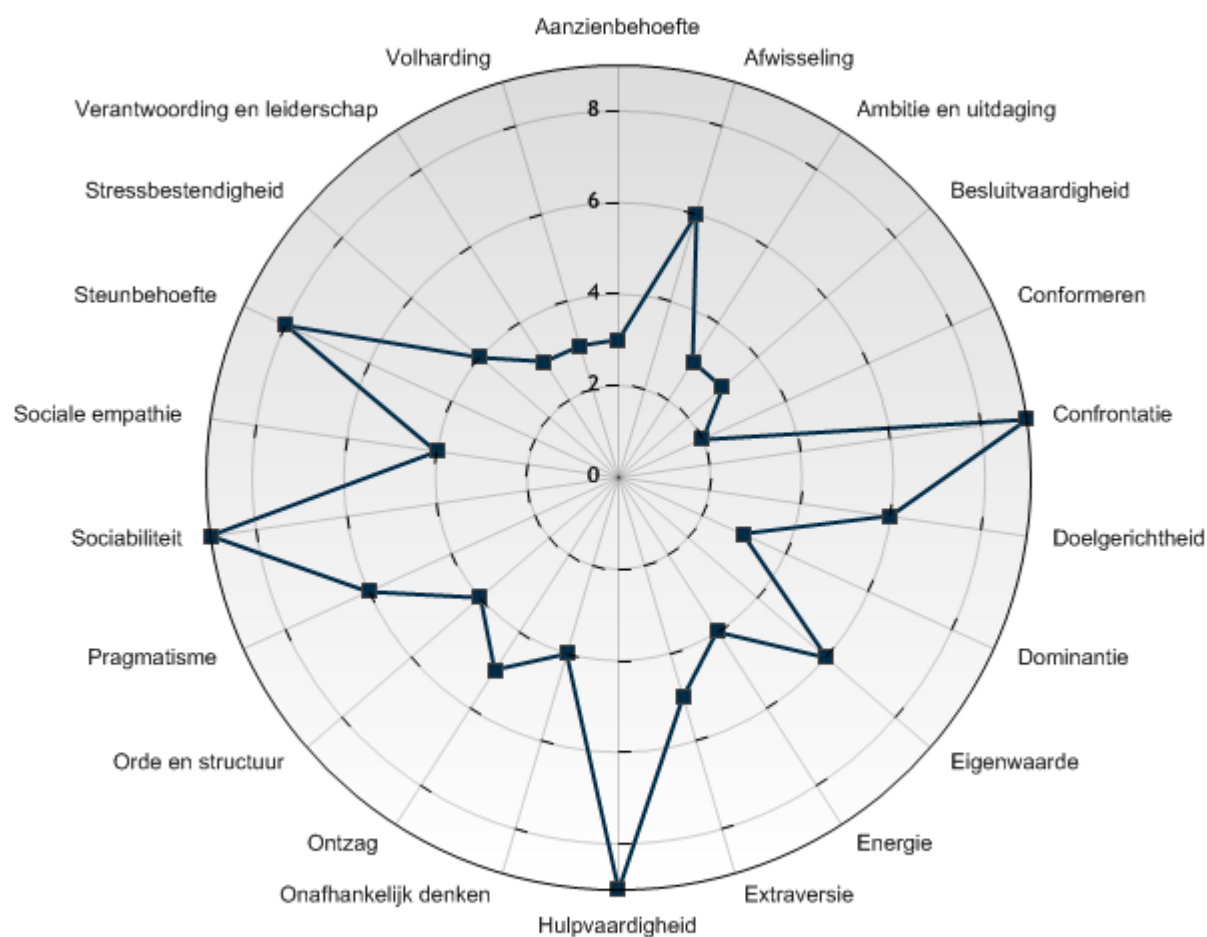 Aanzienbehoefte
Volharding
Afwisseling
Verantwoording en leiderschap
Ambitie en uitdaging
Stressbestendigheid
Besluitvaardigheid
Steunbehoefte
Conformeren
Sociale empathie
Confrontatie
Sociabiliteit
Doelgerichtheid
Pragmatisme
Dominantie
Orde en structuur
Eigenwaarde
Ontzag
Energie
Onafhankelijk denken
Extraversie
Hulpvaardigheid
8
6
4
2
0